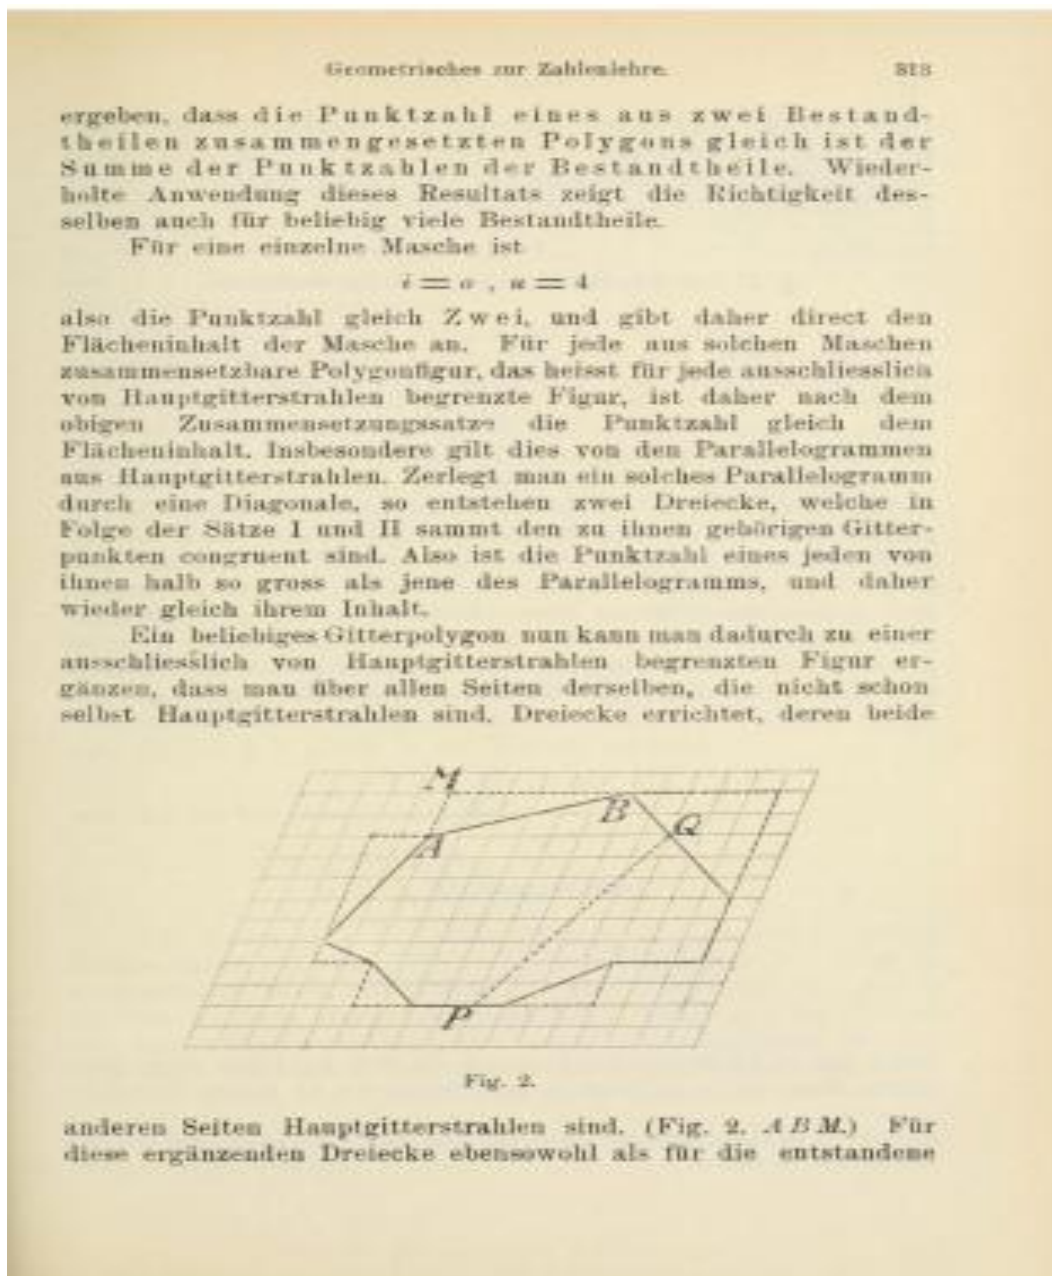 Geometrisches zur Zahlenlehre. 313
ergeben, dass die Punktzahl eines aus zwei Bestand-
theilen zusammengesetzten Polygons gleich ist der
Summe der Punktzahlen der Bestandtheile. Wieder-
holte Anwendung dieses Resultats zeigt die Richtigkeit des-
selben auch für beliebig viele Bestandtheile.
Für eine einzelne Masche ist
i = o , u = 4
also die Punktzahl gleich Zwei, und gibt daher direct den
Flächeninhalt der Masche an. Für jede aus solchen Maschen
zusammensetzbare Polygonfigur, das heisst für jede ausschliesslich
von Hauptgitterstrahlen begrenzte Figur, ist daher nach dem
obigen Zusammensetzungssatze die Punktzahl gleich dem
Flächeninhalt. Insbesondere gilt dies von den Parallelogrammen
aus Hauptgitterstrahlen. Zerlegt man ein solches Parallelogramm
durch eine Diagonale, so entstehen zwei Dreiecke, welche in
Folge der Sätze I und II sammt den zu ihnen gehörigen Gitter-
punkten congruent sind. Also ist die Punktzahl eines jeden von
ihnen halb so gross als jene des Parallelogramms, und daher
wieder gleich ihrem Inhalt.
Ein beliebiges Gitterpolygon nun kann man dadurch zu einer
ausschliesslich von Hauptgitterstrahlen begrenzten Figur er-
gänzen, dass man über allen Seiten derselben, die nicht schon
selbst Hauptgitterstrahlen sind, Dreiecke errichtet, deren beide
M
B
Q
A
P
Fig. 2.
anderen Seiten Hauptgitterstrahlen sind. (Fig. 2. A B M.) Für
diese ergänzenden Dreiecke ebensowohl als für die entstandene